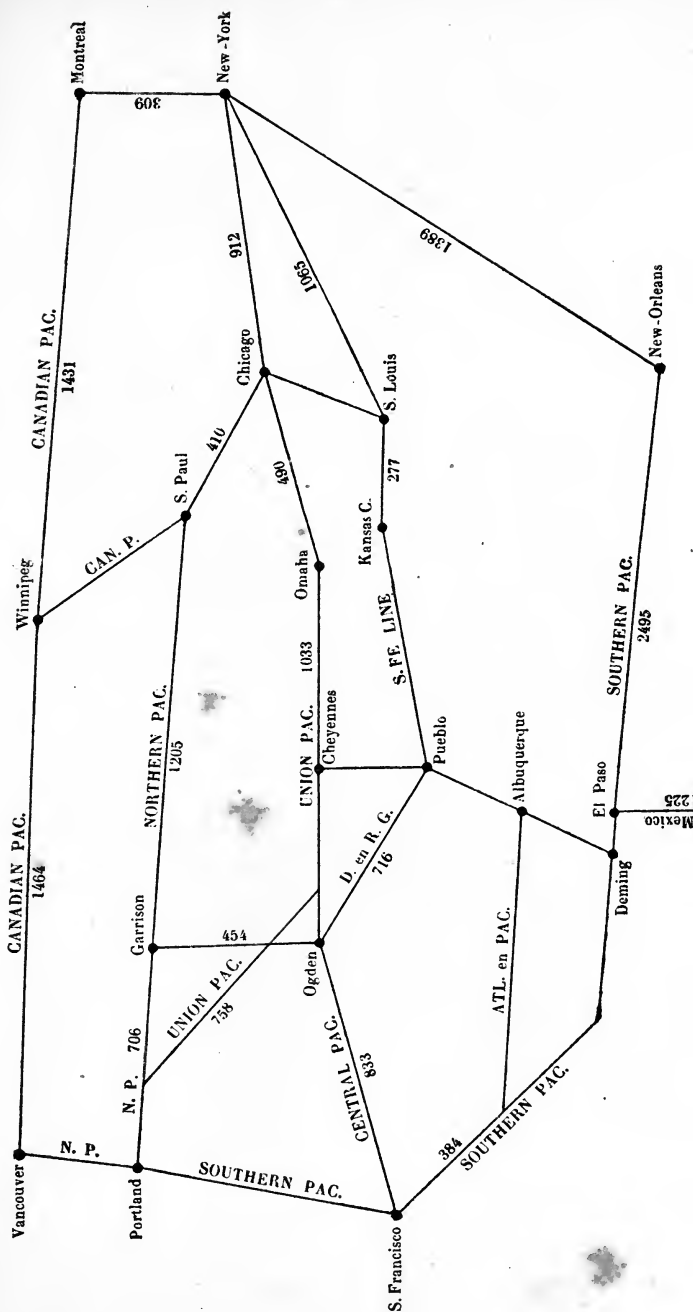 Vancouver
CANADIAN PAC.
1464
Winnipeg
CANADIAN PAC.
1431
Montreal
309
New-York
N. P.
CAN. P.
Portland
N. P.
706
Garrison
NORTHERN PAC.
1205
S. Paul
410
Chicago
912
1065
1389
UNION PAC.
758
454
Ogden
UNION PAC.
1033
Cheyennes
Omaha
490
SOUTHERN PAC.
CENTRAL PAC.
833
D. en R. G.
716
Pueblo
S. FE LINE
Kansas C.
277
S. Louis
S. Francisco
384
SOUTHERN PAC.
ATL. en PAC.
Albuquerque
Deming
El Paso
SOUTHERN PAC.
2495
New-Orleans
Mexico
225